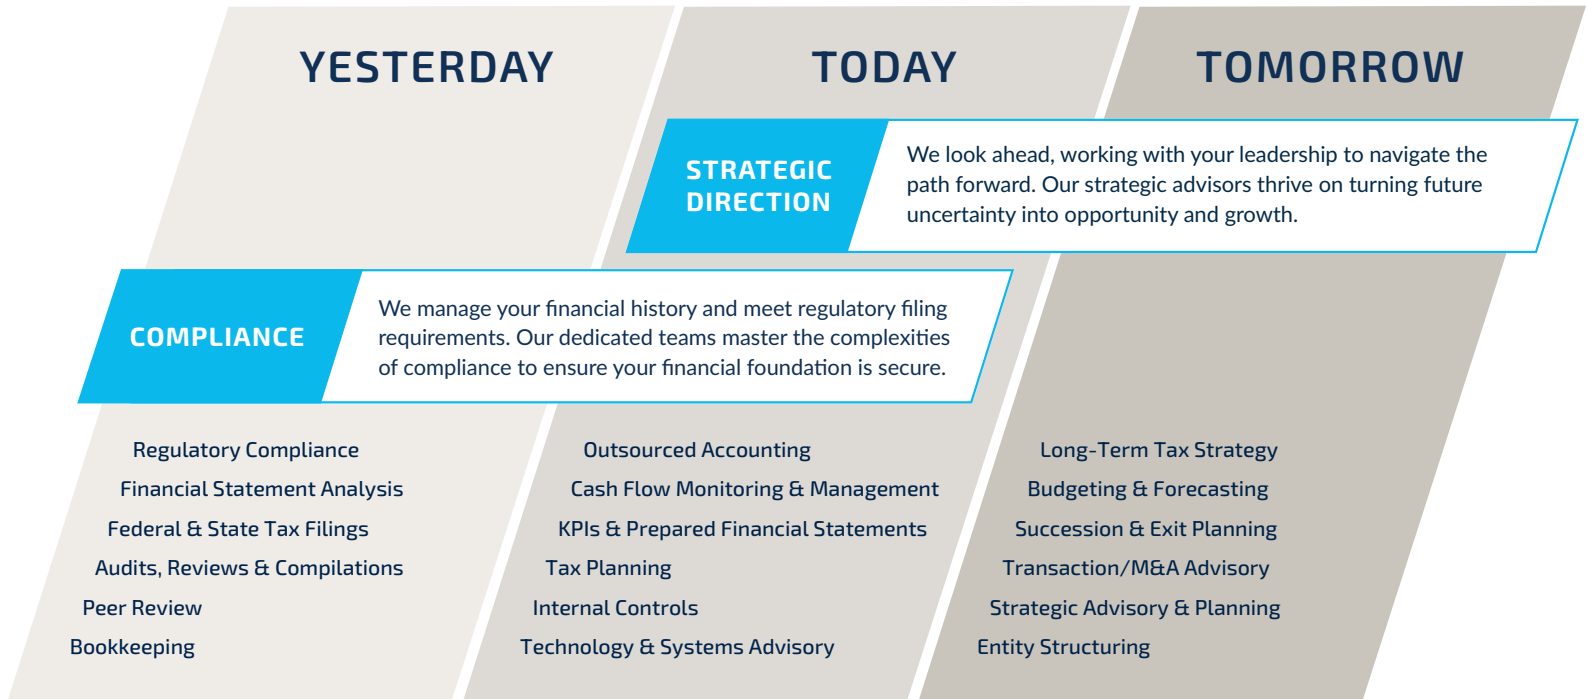 YESTERDAY
TODAY
TOMORROW
STRATEGIC
DIRECTION
We look ahead, working with your leadership to navigate the
path forward. Our strategic advisors thrive on turning future
uncertainty into opportunity and growth.
COMPLIANCE
We manage your financial history and meet regulatory filing
requirements. Our dedicated teams master the complexities
of compliance to ensure your financial foundation is secure.
Regulatory Compliance
Financial Statement Analysis
Federal & State Tax Filings
Audits, Reviews & Compilations
Peer Review
Bookkeeping
Outsourced Accounting
Cash Flow Monitoring & Management
KPIs & Prepared Financial Statements
Tax Planning
Internal Controls
Technology & Systems Advisory
Long-Term Tax Strategy
Budgeting & Forecasting
Succession & Exit Planning
Transaction/M&A Advisory
Strategic Advisory & Planning
Entity Structuring